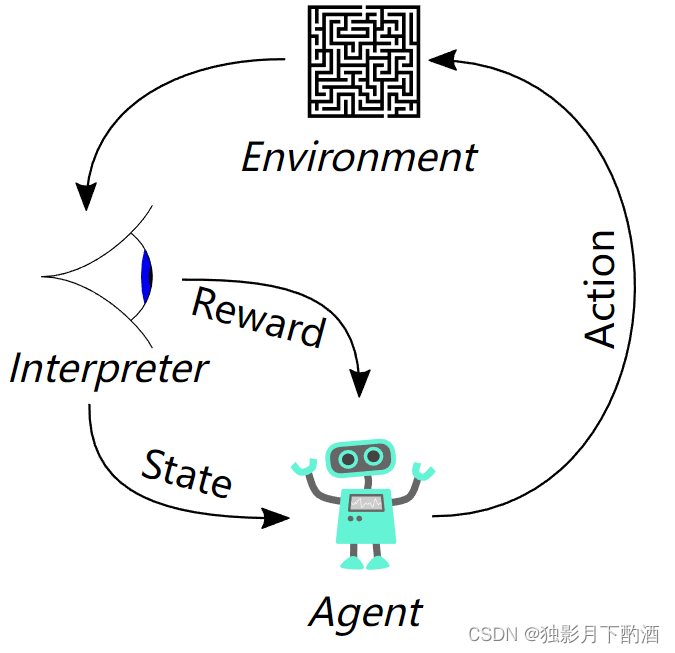 Environment
Action
Reward
Interpreter
State
Agent
CSDN @独影月下酌酒